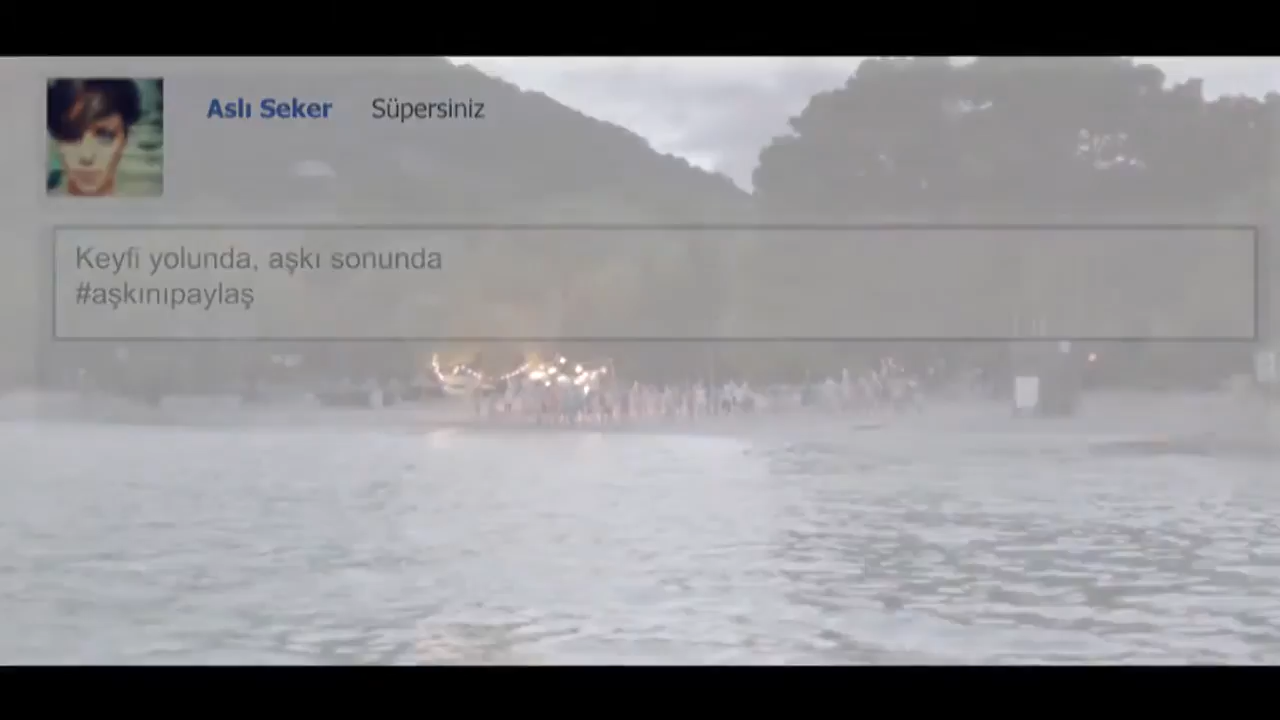 Aslı Seker Süpersiniz
Keyfi yolunda, aşkı sonunda
#aşkınıpaylaş